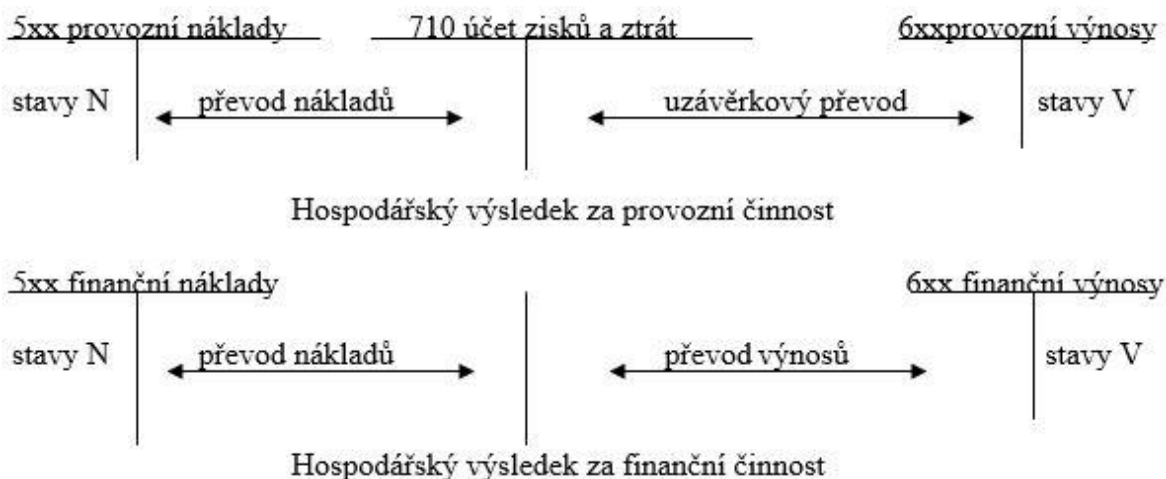 5xx provozní náklady 710 účet zisků a ztrát 6xxprovozní výnosy
stavy N převod nákladů uzávěrkový převod stavy V
Hospodářský výsledek za provozní činnost
5xx finanční náklady 6xx finanční výnosy
stavy N převod nákladů převod výnosů stavy V
Hospodářský výsledek za finanční činnost